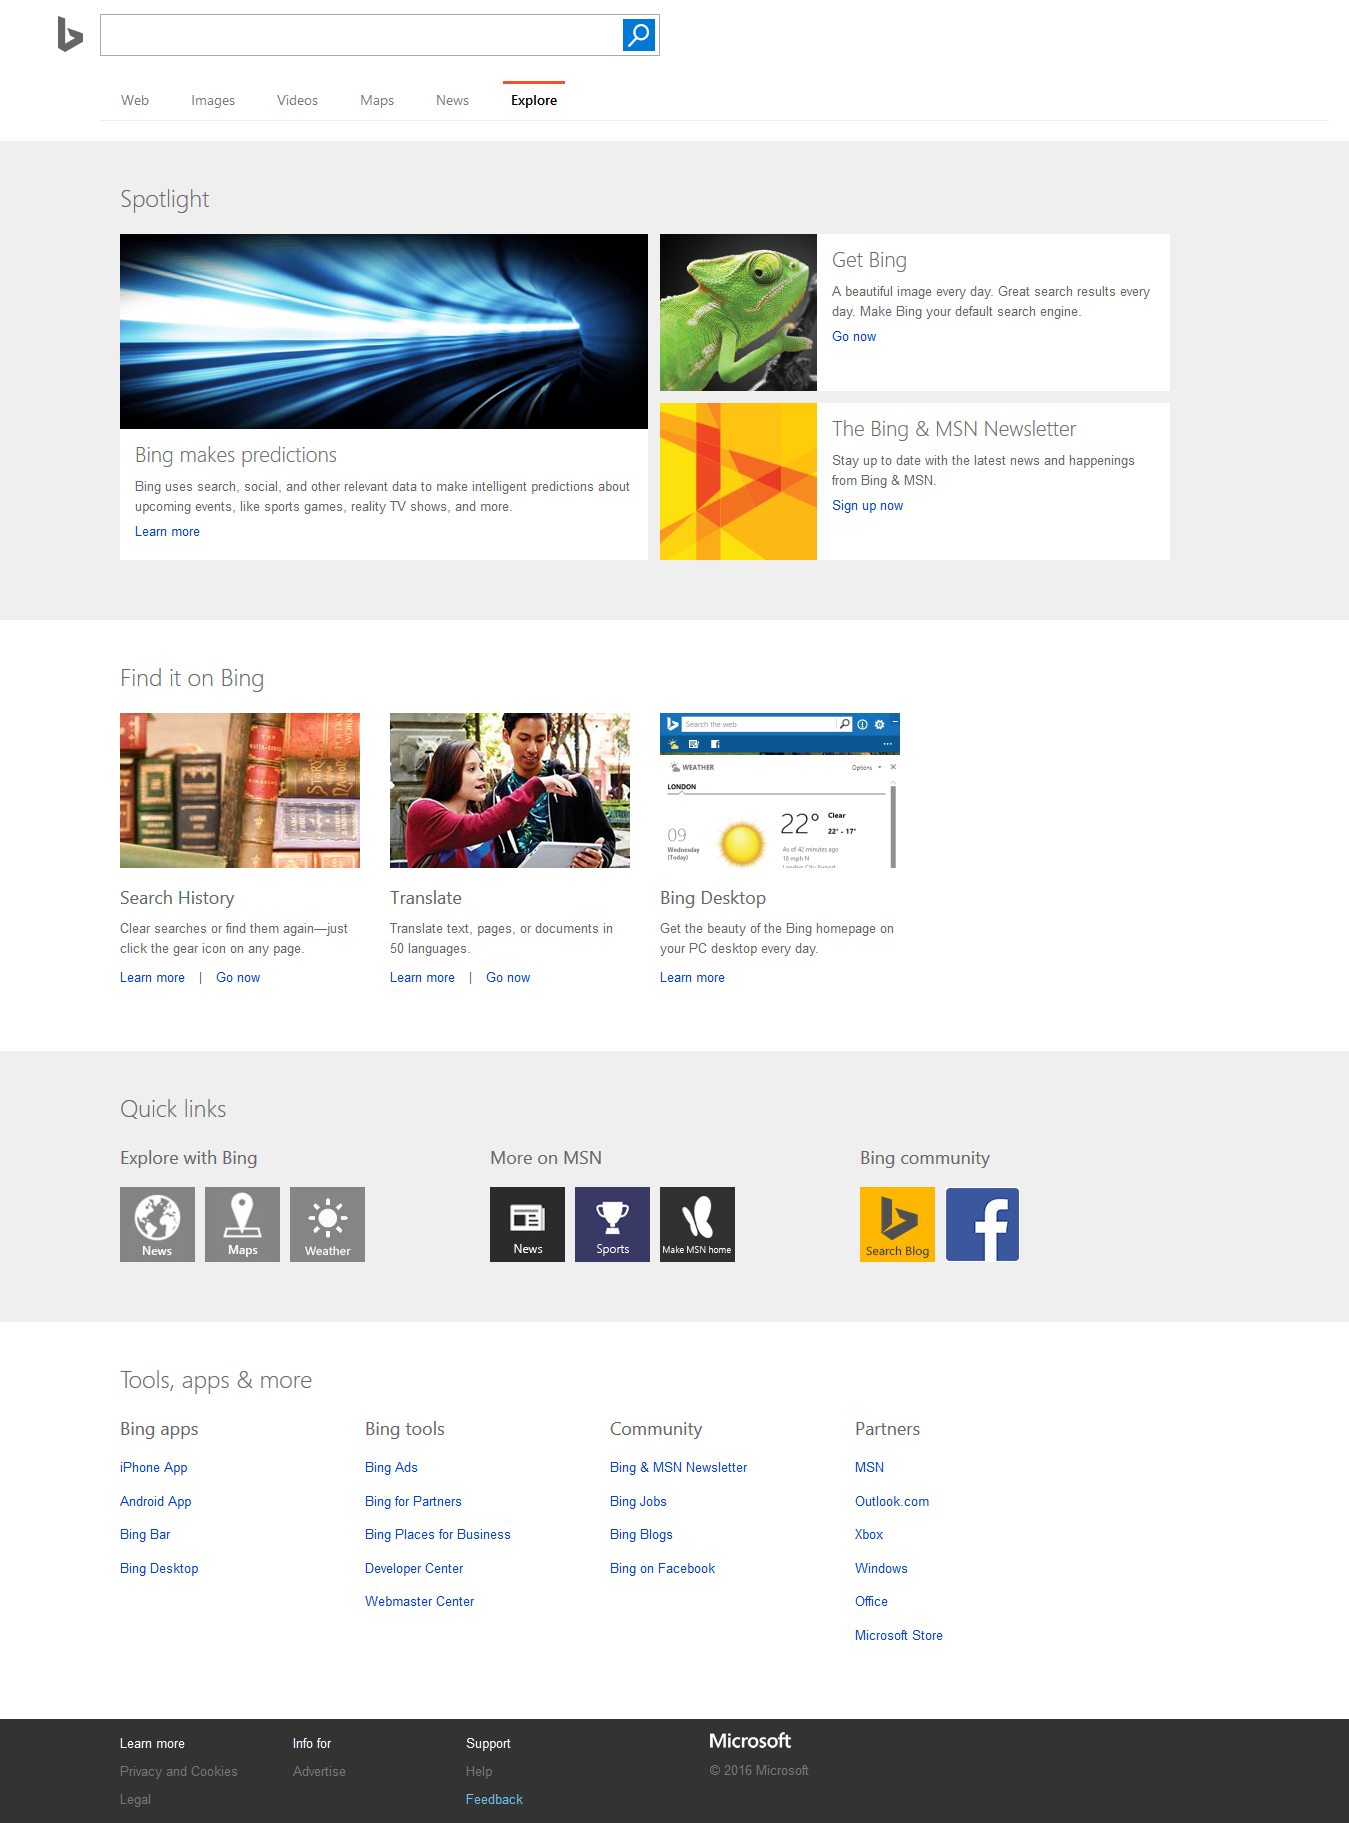 Web Images Videos Maps News Explore
Spotlight
Bing makes predictions
Bing uses search, social, and other relevant data to make intelligent predictions about
upcoming events, like sports games, reality TV shows, and more.
Learn more
Get Bing
A beautiful image every day. Great search results every
day. Make Bing your default search engine.
Go now
The Bing & MSN Newsletter
Stay up to date with the latest news and happenings
from Bing & MSN.
Sign up now
Find it on Bing
Search History
Clear searches or find them again—just
click the gear icon on any page.
Learn more | Go now
Translate
Translate text, pages, or documents in
50 languages.
Learn more | Go now
Search the web
WEATHER
Options
LONDON
09
Wednesday
(Today)
22°
Clear
22° - 17°
As of 42 minutes ago
16 mph N
London City Airport
Bing Desktop
Get the beauty of the Bing homepage on
your PC desktop every day.
Learn more
Quick links
Explore with Bing
News
Maps
Weather
More on MSN
News
Sports
Make MSN home
Bing community
Search Blog
Tools, apps & more
Bing apps
iPhone App
Android App
Bing Bar
Bing Desktop
Bing tools
Bing Ads
Bing for Partners
Bing Places for Business
Developer Center
Webmaster Center
Community
Bing & MSN Newsletter
Bing Jobs
Bing Blogs
Bing on Facebook
Partners
MSN
Outlook.com
Xbox
Windows
Office
Microsoft Store
Learn more
Privacy and Cookies
Legal
Info for
Advertise
Support
Help
Feedback
Microsoft
© 2016 Microsoft